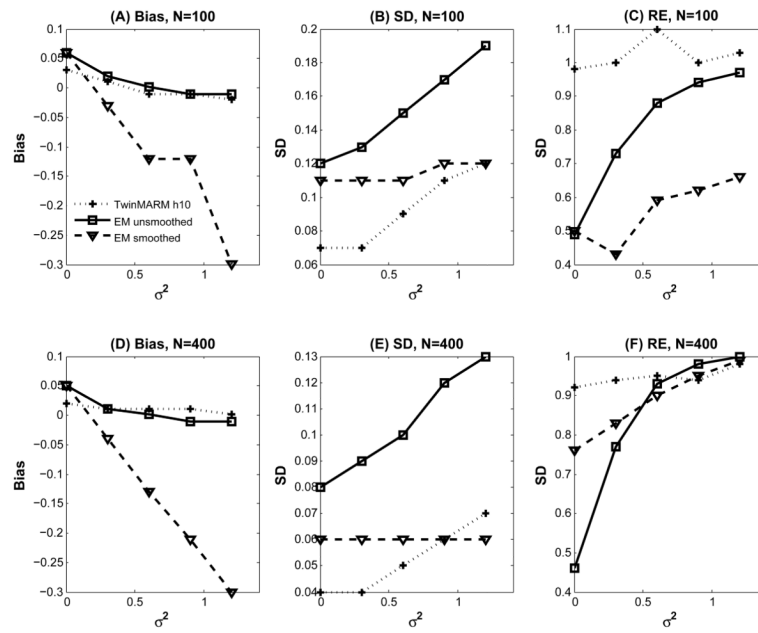 (A) Bias, N=100
0.1
0.05
0
−0.05
−0.1
−0.15
−0.2
−0.25
−0.3
Bias
TwinMARM h10
EM unsmoothed
EM smoothed
0 0.5 1
σ²
(B) SD, N=100
0.2
0.18
0.16
0.14
0.12
0.1
0.08
0.06
SD
0 0.5 1
σ²
(C) RE, N=100
1.1
1
0.9
0.8
0.7
0.6
0.5
0.4
SD
0 0.5 1
σ²
(D) Bias, N=400
0.1
0.05
0
−0.05
−0.1
−0.15
−0.2
−0.25
−0.3
Bias
0 0.5 1
σ²
(E) SD, N=400
0.13
0.12
0.11
0.1
0.09
0.08
0.07
0.06
0.05
0.04
SD
0 0.5 1
σ²
(F) RE, N=400
1
0.9
0.8
0.7
0.6
0.5
0.4
SD
0 0.5 1
σ²